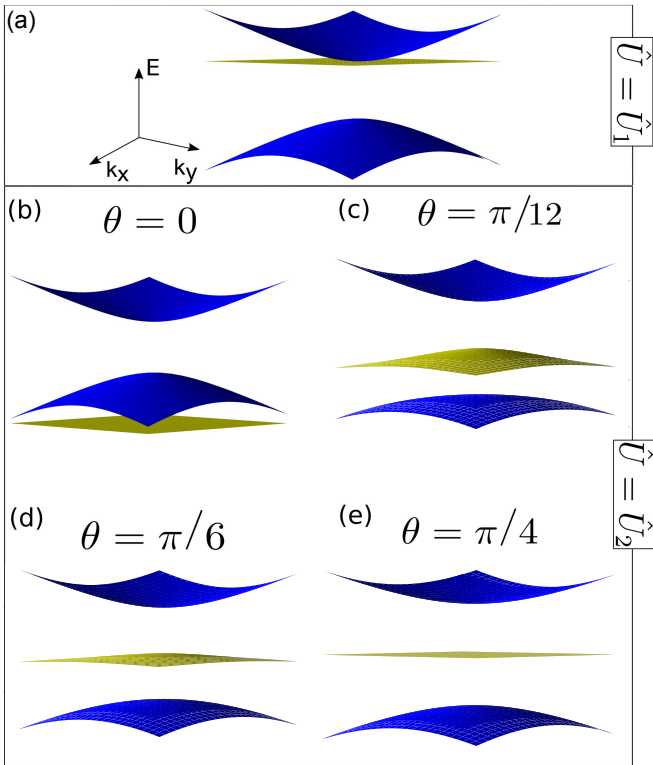 (a)
E
k_x
k_y
Û = Û_1
(b)
θ = 0
(c)
θ = π/12
Û = Û_2
(d)
θ = π/6
(e)
θ = π/4